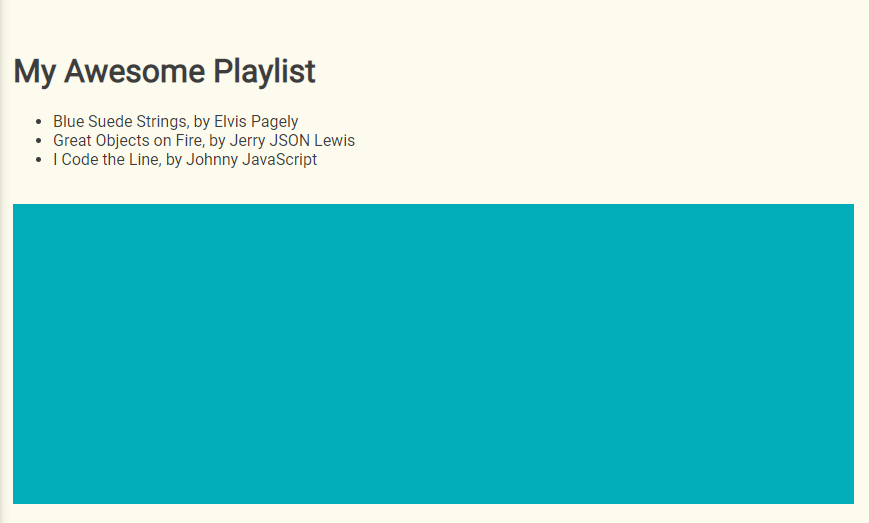 My Awesome Playlist
Blue Suede Strings, by Elvis Pagely
Great Objects on Fire, by Jerry JSON Lewis
I Code the Line, by Johnny JavaScript